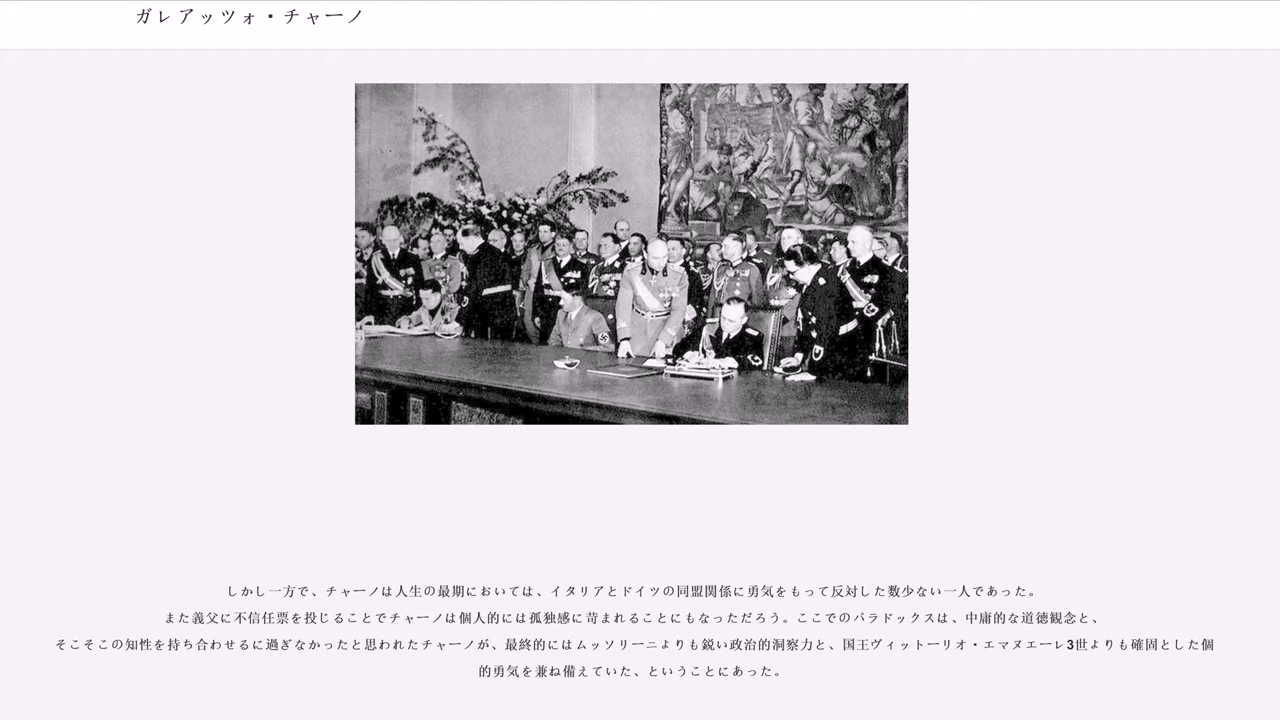 ガレアッツォ・チャーノ
しかし一方で、チャーノは人生の最期においては、イタリアとドイツの同盟関係に勇気をもって反対した数少ない一人であった。
また義父に不信任票を投じることでチャーノは個人的には孤独感に苛まれることにもなっただろう。ここでのパラドックスは、中庸的な道徳観念と、
そこそこの知性を持ち合わせるに過ぎなかったと思われたチャーノが、最終的にはムッソリーニよりも鋭い政治的洞察力と、国王ヴィットーリオ・エマヌエーレ3世よりも確固とした個
的勇気を兼ね備えていた、ということにあった。